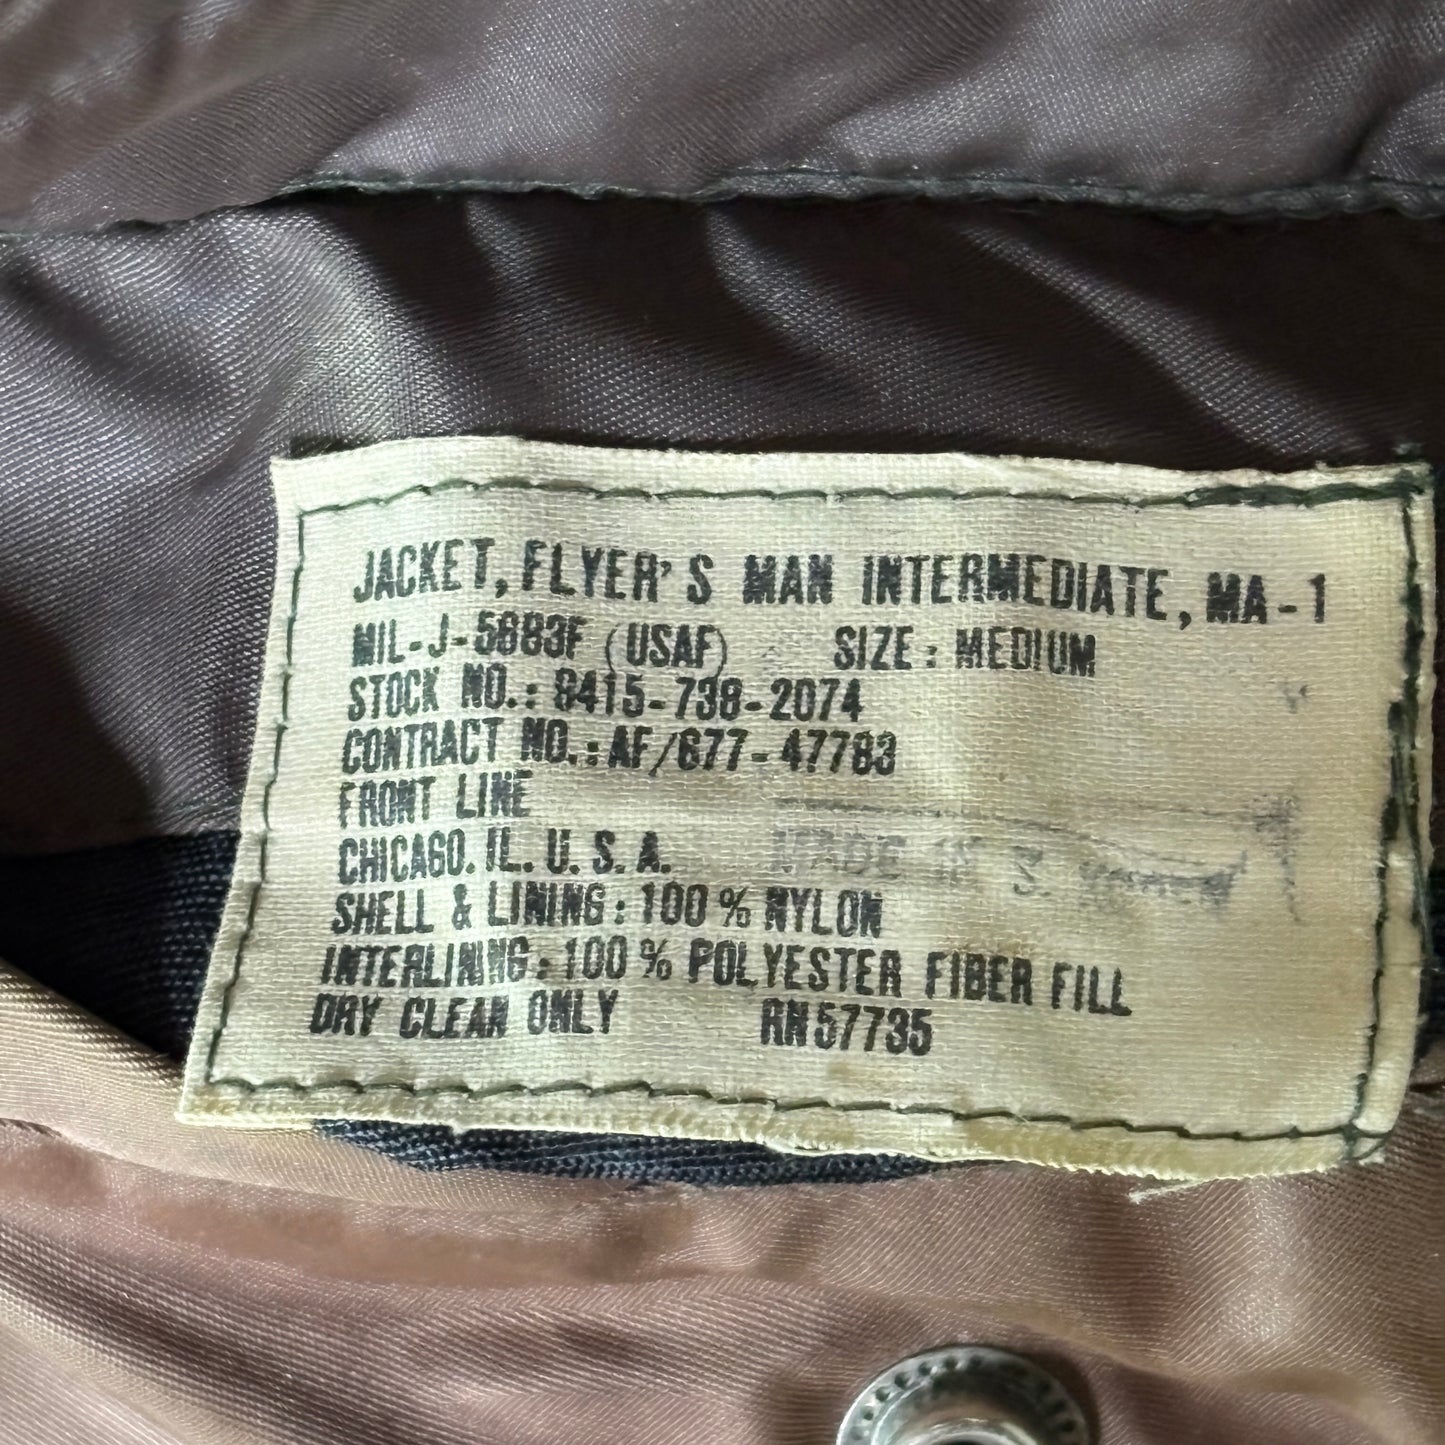 JACKET, FLYER'S MAN INTERMEDIATE, MA-1
MIL-J-5883F (USAF) SIZE: MEDIUM
STOCK NO.: 8415-738-2074
CONTRACT NO.: AF/677-47783
FRONT LINE
CHICAGO. IL. U. S. A.
MADE IN S.
SHELL & LINING: 100% NYLON
INTERLINING: 100% POLYESTER FIBER FILL
DRY CLEAN ONLY RN57735